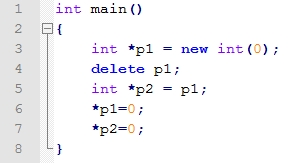 1 int main()
2 {
3 int *p1 = new int(0);
4 delete p1;
5 int *p2 = p1;
6 *p1=0;
7 *p2=0;
8 }